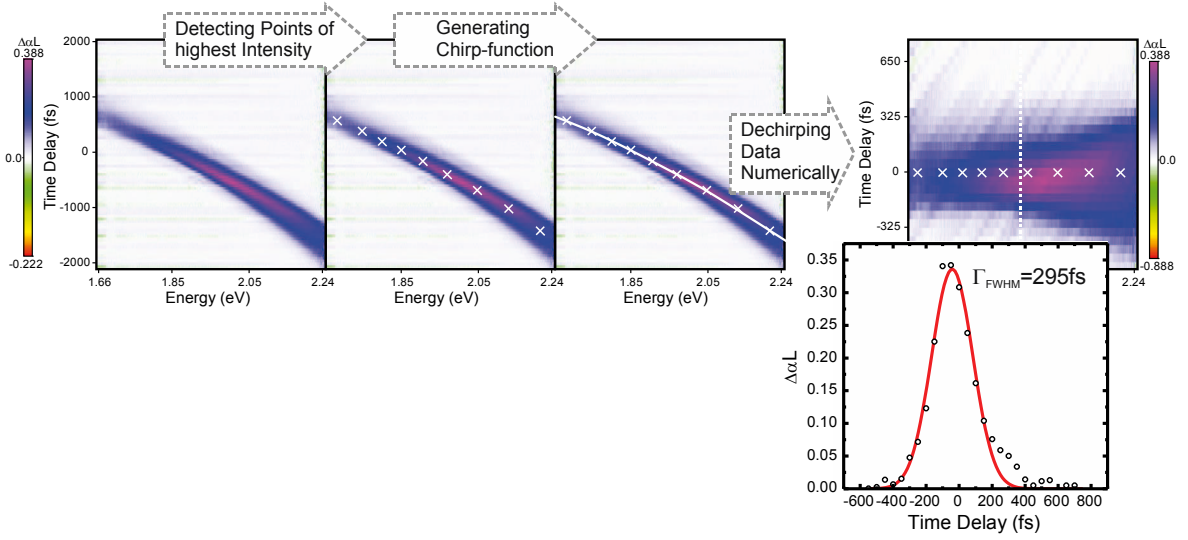 Detecting Points of
highest Intensity
Generating
Chirp-function
Dechirping
Data
Numerically
ΔαL
0.388
0.0
-0.222
Time Delay (fs)
2000
1000
0
-1000
-2000
1.66
1.85
2.05
2.24
Energy (eV)
1.85
2.05
2.24
Energy (eV)
1.85
2.05
2.24
Energy (eV)
Time Delay (fs)
650
325
0
-325
2.24
ΔαL
0.388
0.0
-0.888
ΔαL
0.35
0.30
0.25
0.20
0.15
0.10
0.05
0.00
ΓFWHM=295fs
-600 -400 -200 0 200 400 600 800
Time Delay (fs)